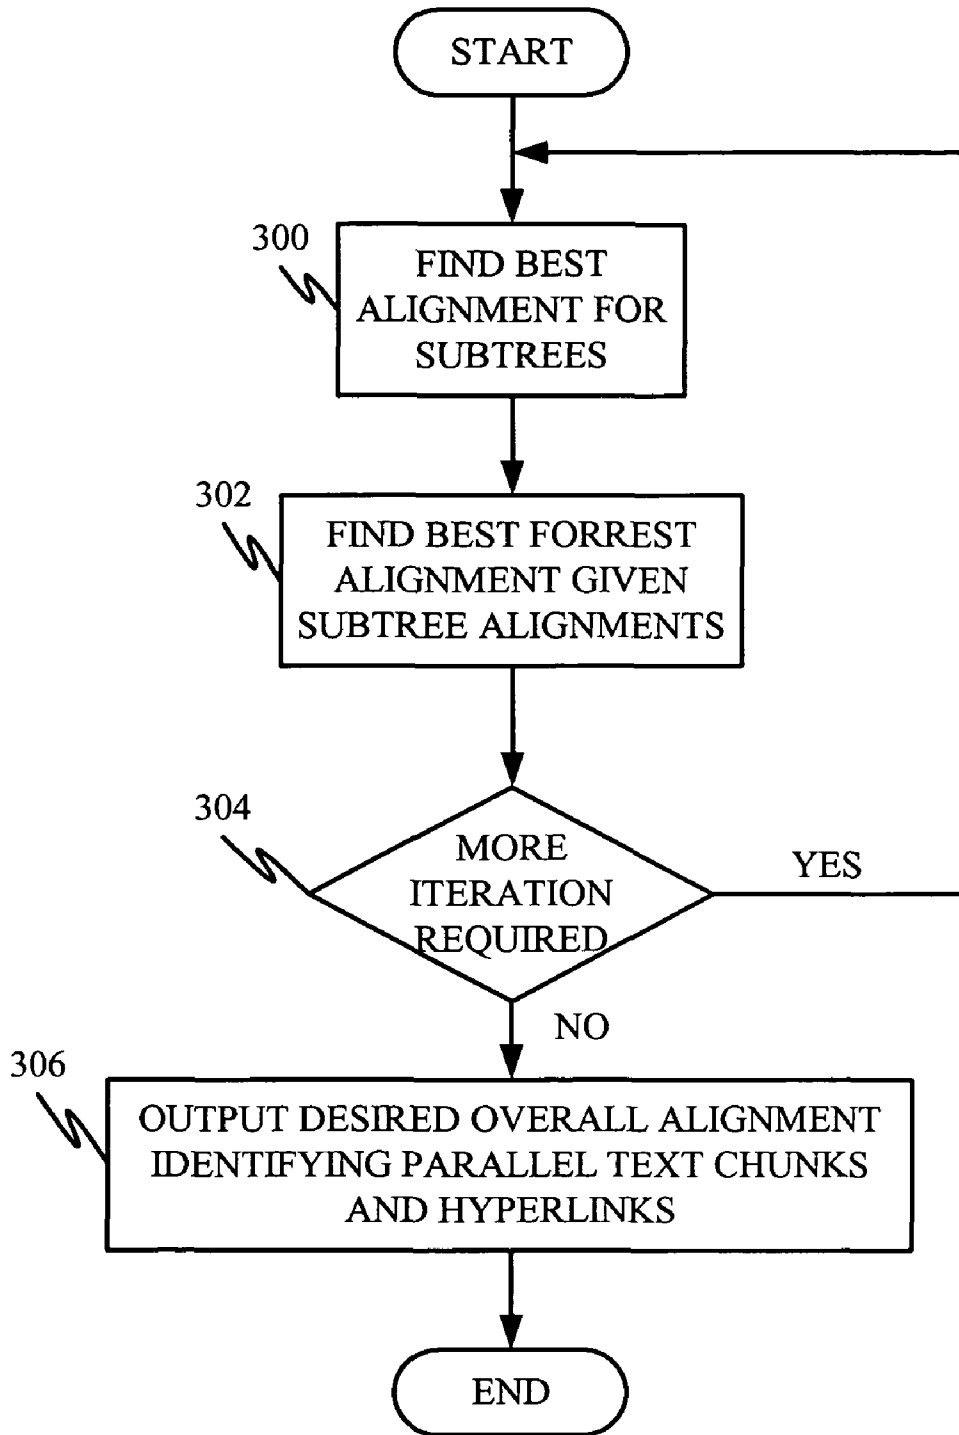 START
300
FIND BEST
ALIGNMENT FOR
SUBTREES
302
FIND BEST FORREST
ALIGNMENT GIVEN
SUBTREE ALIGNMENTS
304
MORE
ITERATION
REQUIRED
YES
NO
306
OUTPUT DESIRED OVERALL ALIGNMENT
IDENTIFYING PARALLEL TEXT CHUNKS
AND HYPERLINKS
END